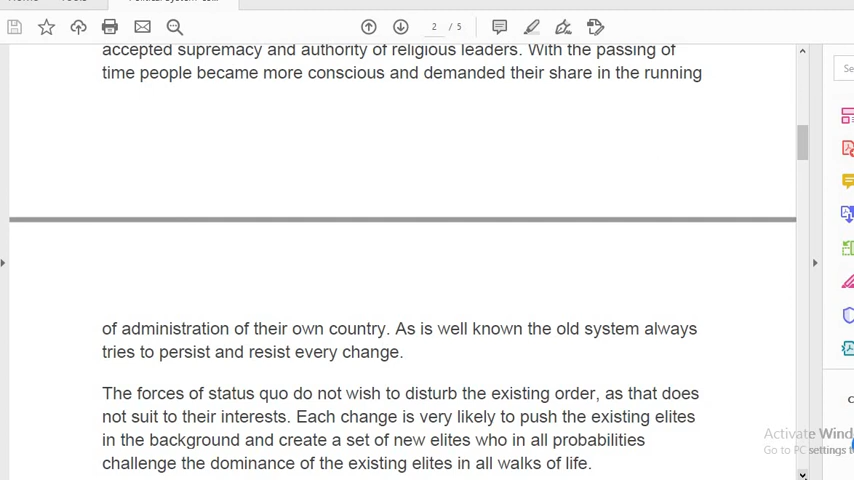 2 / 5
accepted supremacy and authority of religious leaders. With the passing of
time people became more conscious and demanded their share in the running
of administration of their own country. As is well known the old system always
tries to persist and resist every change.
The forces of status quo do not wish to disturb the existing order, as that does
not suit to their interests. Each change is very likely to push the existing elites
in the background and create a set of new elites who in all probabilities
challenge the dominance of the existing elites in all walks of life.
Se
Activate Wind
Go to PC settings t